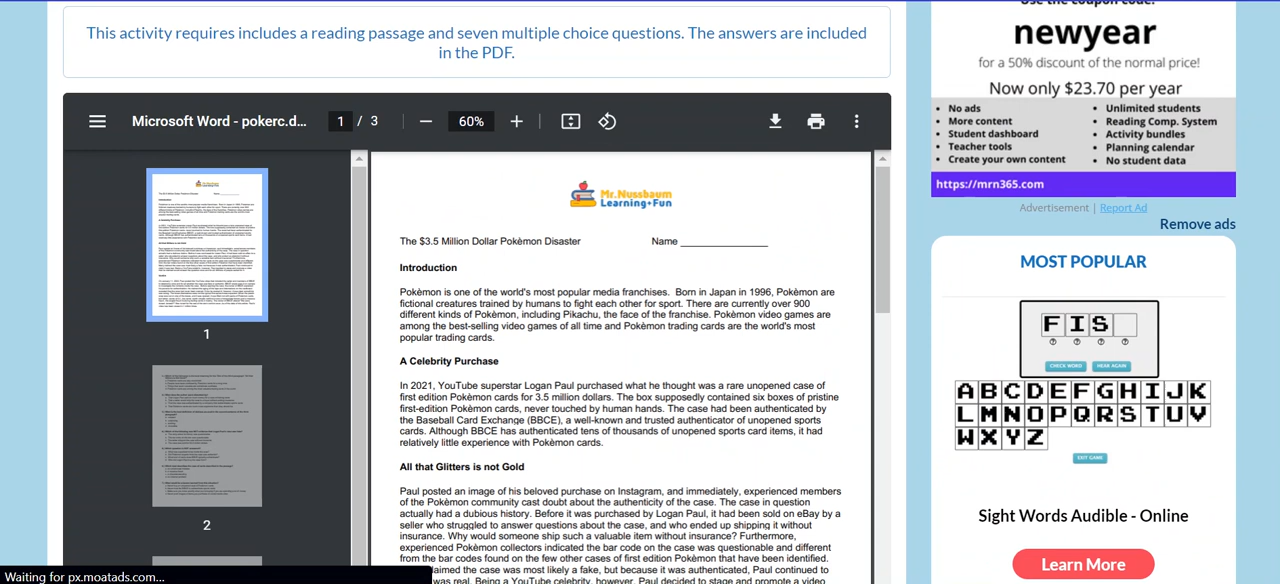 This activity requires includes a reading passage and seven multiple choice questions. The answers are included
in the PDF.
Microsoft Word - pokerc.d...
1 / 3
60%
1
2
Mr.Nussbaum
Learning+Fun
The $3.5 Million Dollar Pokèmon Disaster
Name
Introduction
Pokèmon is one of the world's most popular media franchises. Born in Japan in 1996, Pokèmon are
fictional creatures trained by humans to fight each other for sport. There are currently over 900
different kinds of Pokèmon, including Pikachu, the face of the franchise. Pokèmon video games are
among the best-selling video games of all time and Pokèmon trading cards are the world's most
popular trading cards.
A Celebrity Purchase
In 2021, YouTube superstar Logan Paul purchased what he thought was a rare unopened case of
first edition Pokèmon cards for 3.5 million dollars. The box supposedly contained six boxes of pristine
first-edition Pokèmon cards, never touched by human hands. The case had been authenticated by
the Baseball Card Exchange (BBCE), a well-known and trusted authenticator of unopened sports
cards. Although BBCE has authenticated tens of thousands of unopened sports card items, it had
relatively little experience with Pokèmon cards.
All that Glitters is not Gold
Paul posted an image of his beloved purchase on Instagram, and immediately, experienced members
of the Pokèmon community cast doubt about the authenticity of the case. The case in question
actually had a dubious history. Before it was purchased by Logan Paul, it had been sold on eBay by a
seller who struggled to answer questions about the case, and who ended up shipping it without
insurance. Why would someone ship such a valuable item without insurance? Furthermore,
experienced Pokèmon collectors indicated the bar code on the case was questionable and different
from the bar codes found on the few other cases of first edition Pokèmon that have been identified.
claimed the case was most likely a fake, but because it was authenticated, Paul continued to
was real. Being a YouTube celebrity, however, Paul decided to stage and promote a video
Waiting for px.moatads.com...
Use the coupon code:
newyear
for a 50% discount of the normal price!
Now only $23.70 per year
• No ads
• More content
• Student dashboard
• Teacher tools
• Create your own content
• Unlimited students
• Reading Comp. System
• Activity bundles
• Planning calendar
• No student data
https://mrn365.com
Advertisement | Report Ad
Remove ads
MOST POPULAR
F I S
CHECK WORD
HEAR AGAIN
A B C D E F G H I J K
L M N O P Q R S T U V
W X Y Z
EXIT GAME
Sight Words Audible - Online
Learn More